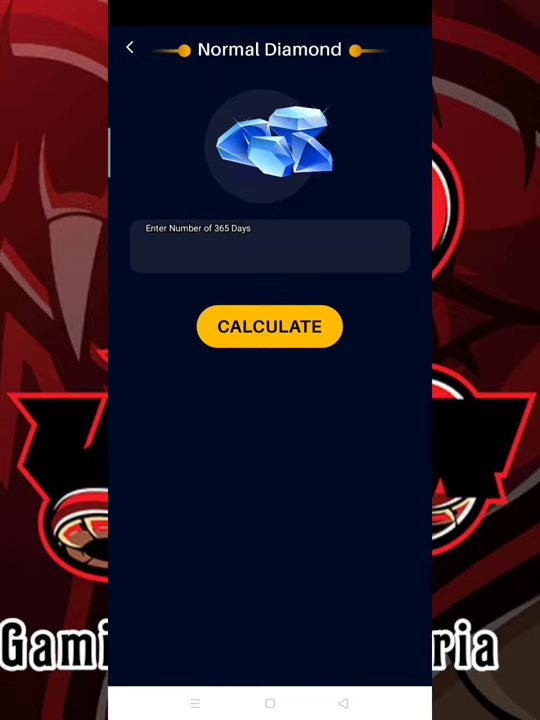 Normal Diamond
Enter Number of 365 Days
CALCULATE
Gami
ria